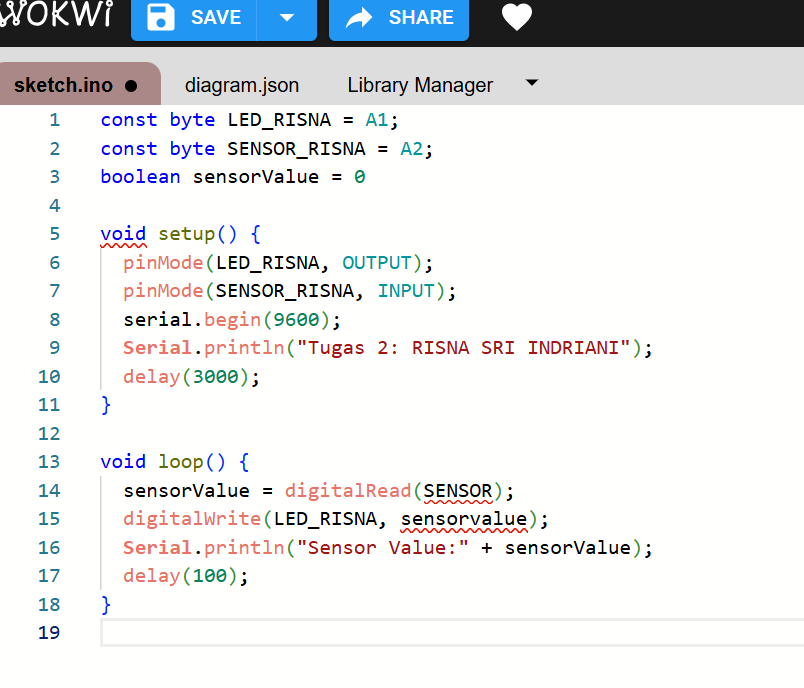 WOKWi SAVE SHARE
sketch.ino diagram.json Library Manager
1 const byte LED_RISNA = A1;
2 const byte SENSOR_RISNA = A2;
3 boolean sensorValue = 0
4
5 void setup() {
6 pinMode(LED_RISNA, OUTPUT);
7 pinMode(SENSOR_RISNA, INPUT);
8 serial.begin(9600);
9 Serial.println("Tugas 2: RISNA SRI INDRIANI");
10 delay(3000);
11 }
12
13 void loop() {
14 sensorValue = digitalRead(SENSOR);
15 digitalWrite(LED_RISNA, sensorvalue);
16 Serial.println("Sensor Value:" + sensorValue);
17 delay(100);
18 }
19